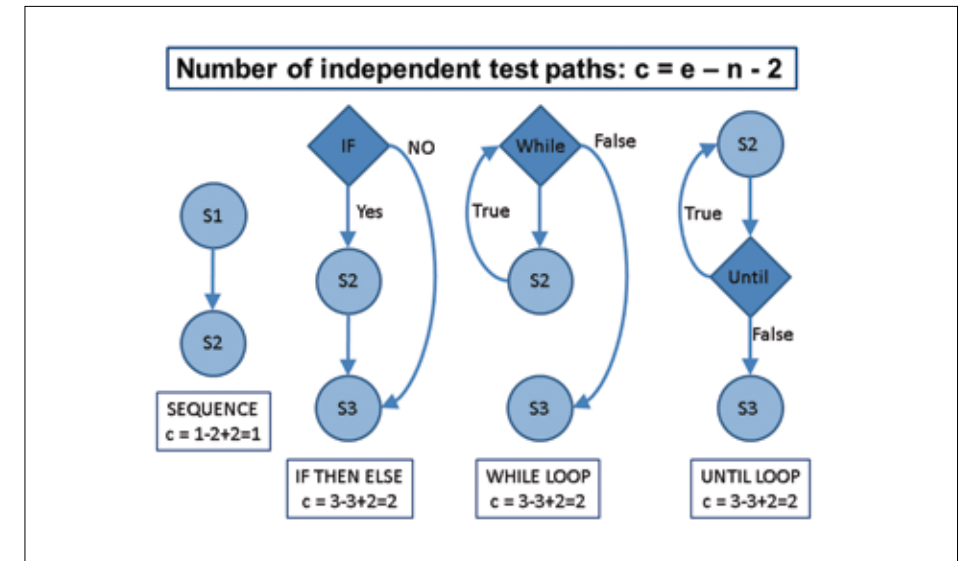 Number of independent test paths: c = e – n - 2
S1
S2
SEQUENCE
c = 1-2+2=1
IF
NO
Yes
S2
S3
IF THEN ELSE
c = 3-3+2=2
While
False
True
S2
S3
WHILE LOOP
c = 3-3+2=2
S2
True
Until
False
S3
UNTIL LOOP
c = 3-3+2=2